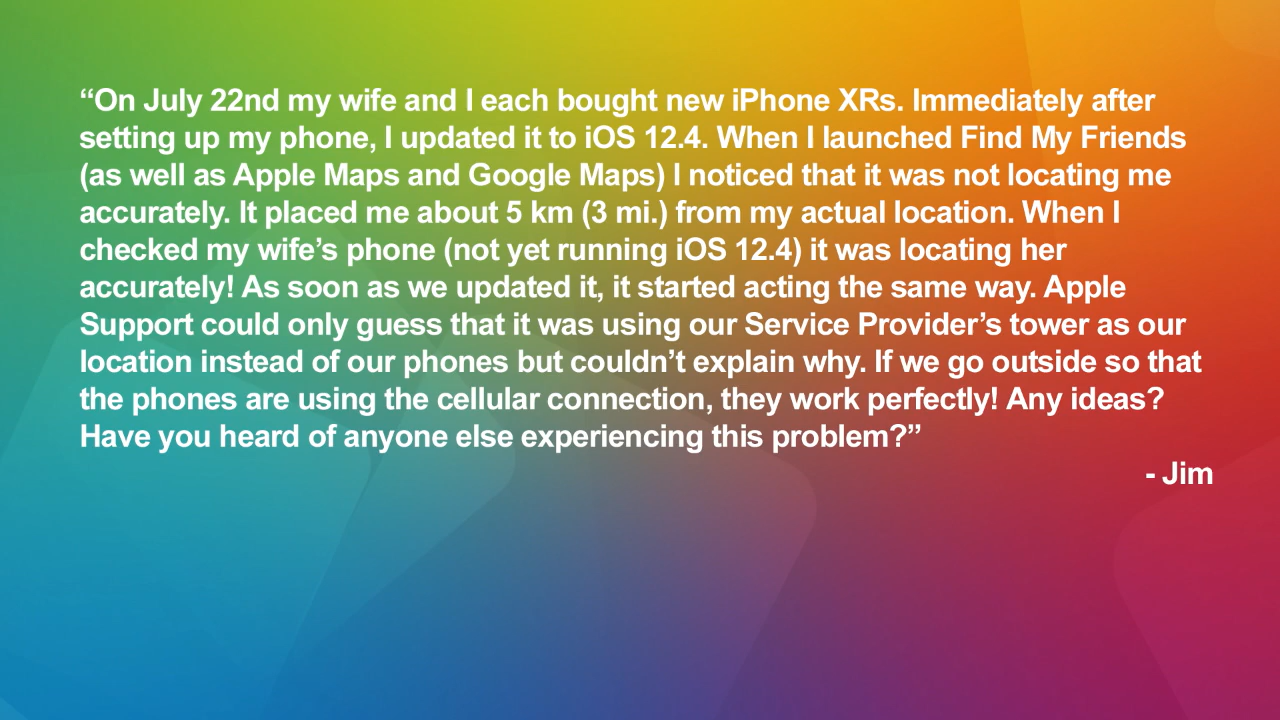 “On July 22nd my wife and I each bought new iPhone XRs. Immediately after
setting up my phone, I updated it to iOS 12.4. When I launched Find My Friends
(as well as Apple Maps and Google Maps) I noticed that it was not locating me
accurately. It placed me about 5 km (3 mi.) from my actual location. When I
checked my wife’s phone (not yet running iOS 12.4) it was locating her
accurately! As soon as we updated it, it started acting the same way. Apple
Support could only guess that it was using our Service Provider’s tower as our
location instead of our phones but couldn’t explain why. If we go outside so that
the phones are using the cellular connection, they work perfectly! Any ideas?
Have you heard of anyone else experiencing this problem?”
- Jim